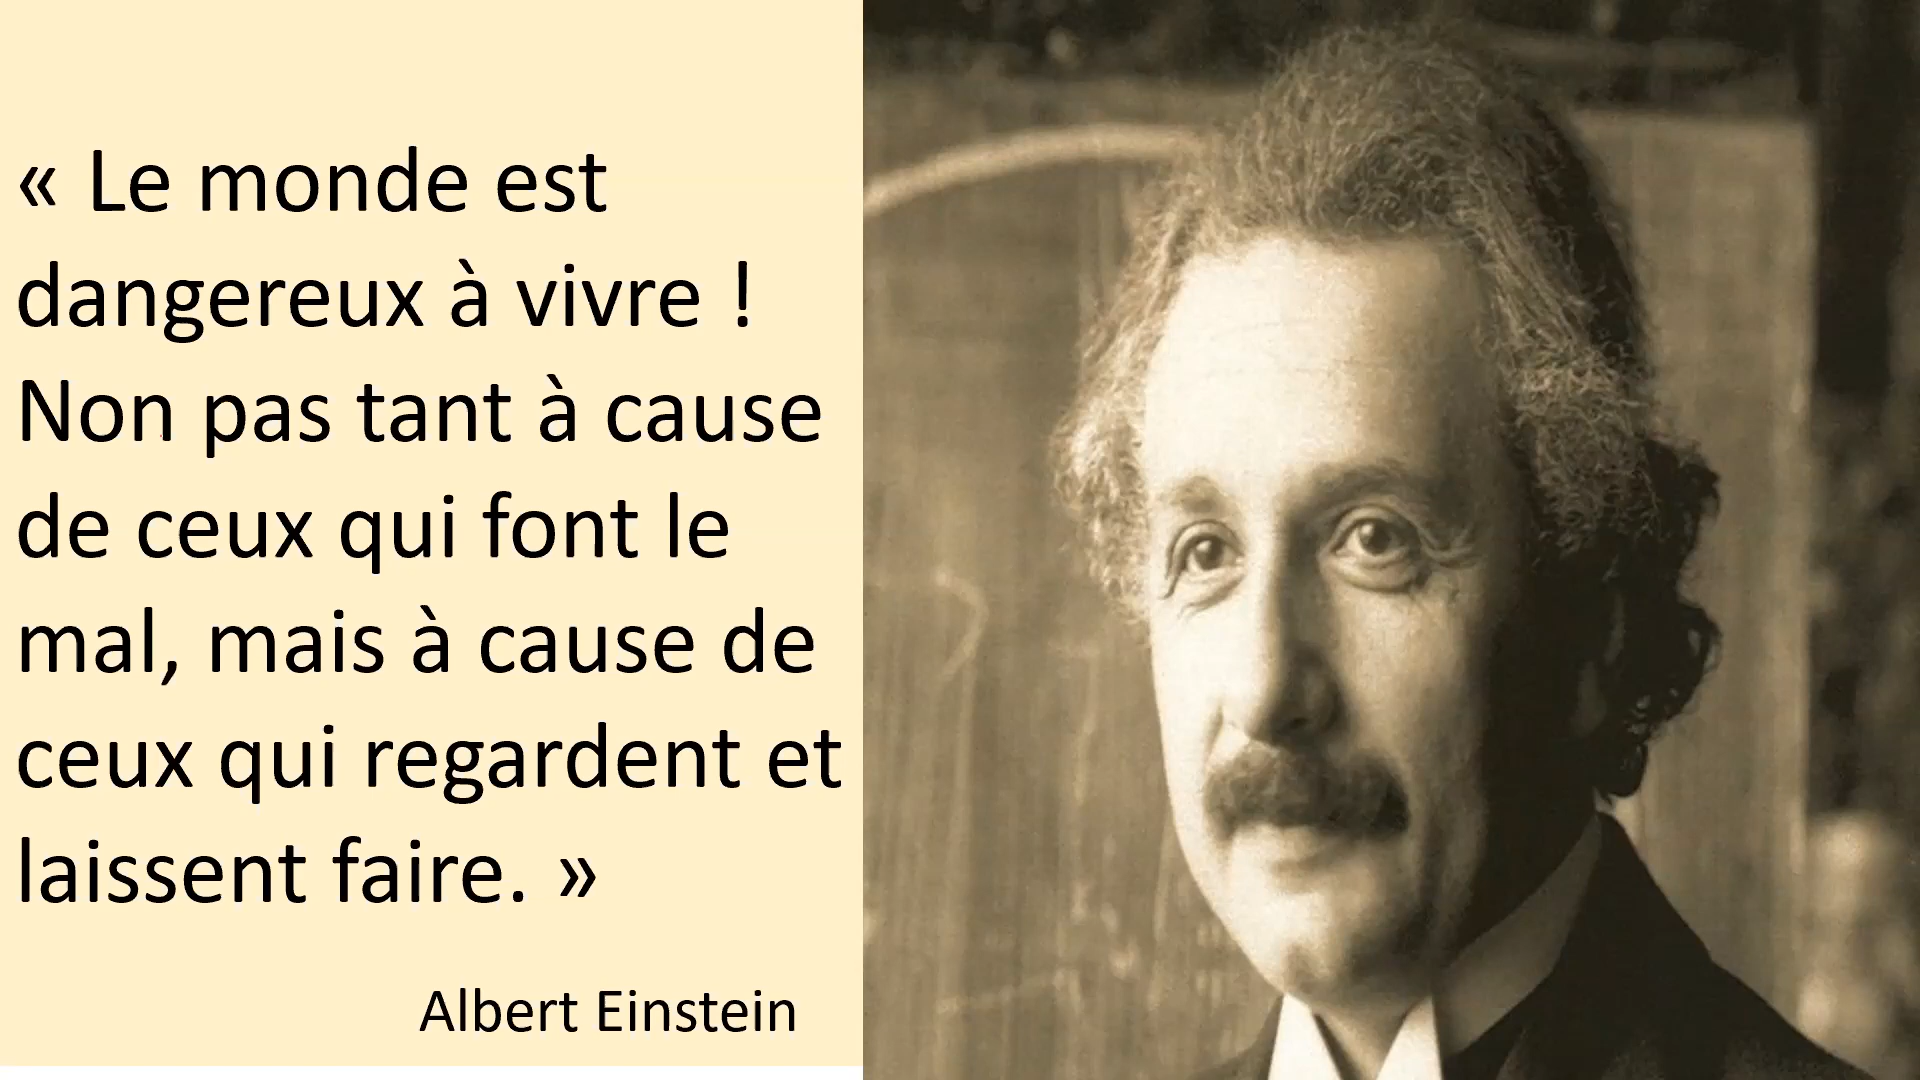 « Le monde est
dangereux à vivre !
Non pas tant à cause
de ceux qui font le
mal, mais à cause de
ceux qui regardent et
laissent faire. »
Albert Einstein